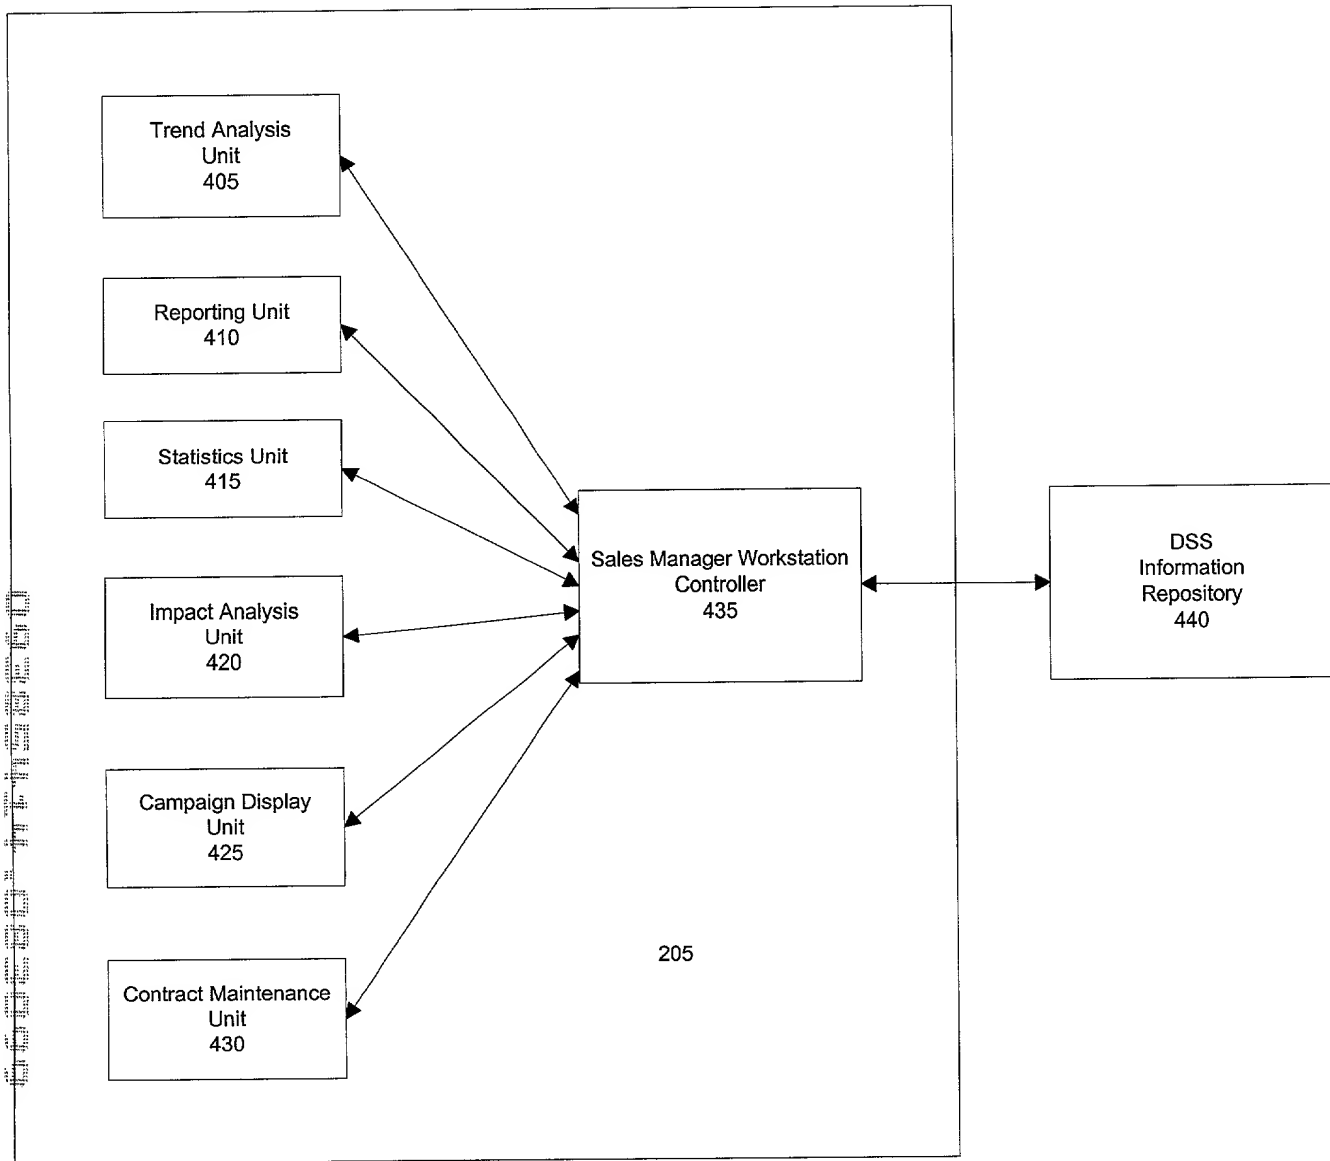 Trend Analysis
Unit
405
Reporting Unit
410
Statistics Unit
415
Impact Analysis
Unit
420
Campaign Display
Unit
425
Contract Maintenance
Unit
430
Sales Manager Workstation
Controller
435
DSS
Information
Repository
440
205